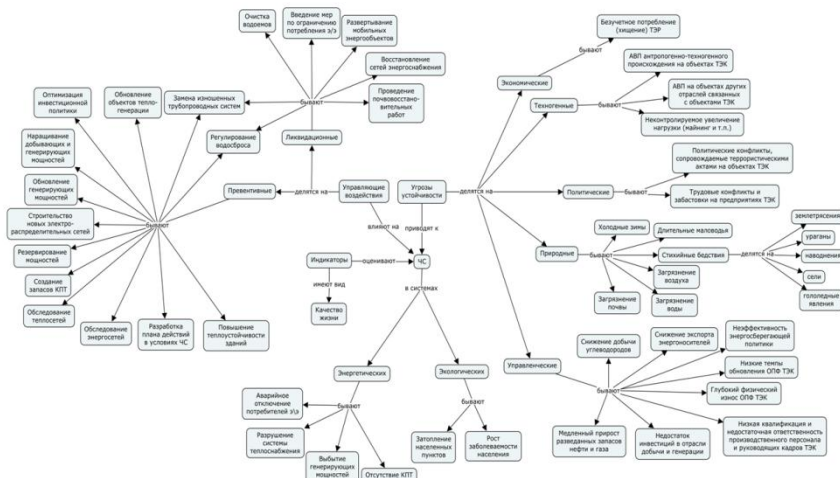 Очистка
водоемов
Введение мер
по ограничению
потребления э/э
Развертывание
мобильных
энергообъектов
Восстановление
сетей энергоснабжения
Проведение
почвовосстано-
вительных
работ
бывают
Замена изношенных
трубопроводных систем
Регулирование
водосброса
Ликвидационные
Оптимизация
инвестиционной
политики
Обновление
объектов тепло-
генерации
Наращивание
добывающих и
генерирующих
мощностей
Обновление
генерирующих
мощностей
Строительство
новых электро-
распределительных сетей
Резервирование
мощностей
Создание
запасов КПТ
Обследование
теплосетей
Обследование
энергосетей
Разработка
плана действий
в условиях ЧС
Повышение
теплоустойчивости
зданий
бывают
Превентивные
делятся на
Управляющие
воздействия
Угрозы
устойчивости
делятся на
влияют на
приводят к
Индикаторы
оценивают
ЧС
имеют вид
Качество
жизни
в системах
Энергетических
Экологических
бывают
бывают
Аварийное
отключение
потребителей э/э
Разрушение
системы
теплоснабжения
Выбытие
генерирующих
мощностей
Отсутствие КПТ
Затопление
населенных
пунктов
Рост
заболеваемости
населения
Экономические
бывают
Безучетное потребление
(хищение) ТЭР
Техногенные
бывают
АВП антропогенно-техногенного
происхождения на объектах ТЭК
АВП на объектах других
отраслей связанных
с объектами ТЭК
Неконтролируемое увеличение
нагрузки (майнинг и т.п.)
Политические
бывают
Политические конфликты,
сопровождаемые террористическими
актами на объектах ТЭК
Трудовые конфликты и
забастовки на предприятиях ТЭК
Природные
бывают
Холодные зимы
Длительные маловодья
Стихийные бедствия
Загрязнение
воздуха
Загрязнение
почвы
Загрязнение
воды
делятся на
землетрясения
ураганы
наводнения
сели
гололедные
явления
Управленческие
бывают
Снижение добычи
углеводородов
Снижение экспорта
энергоносителей
Неэффективность
энергосберегающей
политики
Низкие темпы
обновления ОПФ ТЭК
Глубокий физический
износ ОПФ ТЭК
Низкая квалификация и
недостаточная ответственность
производственного персонала
и руководящих кадров ТЭК
Недостаток
инвестиций в отрасли
добычи и генерации
Медленный прирост
разведанных запасов
нефти и газа